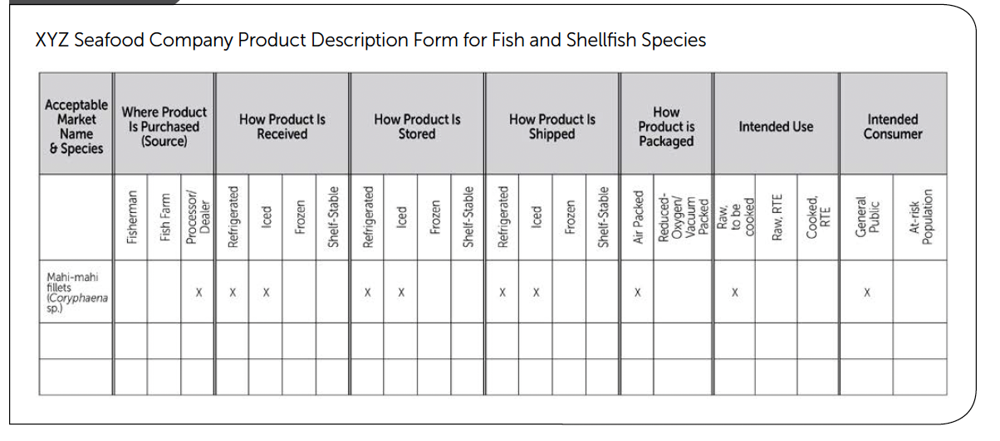 XYZ Seafood Company Product Description Form for Fish and Shellfish Species
Acceptable
Market
Name
& Species
Where Product
Is Purchased
(Source)
How Product Is
Received
How Product Is
Stored
How Product Is
Shipped
How
Product is
Packaged
Intended Use
Intended
Consumer
Fisherman
Fish Farm
Processor/
Dealer
Refrigerated
Iced
Frozen
Shelf-Stable
Refrigerated
Iced
Frozen
Shelf-Stable
Refrigerated
Iced
Frozen
Shelf-Stable
Air Packed
Reduced-
Oxygen/
Vacuum
Packed
Raw,
to be
cooked
Raw, RTE
Cooked,
RTE
General
Public
At-risk
Population
Mahi-mahi
fillets
(Coryphaena
sp.)
X
X
X
X
X
X
X
X
X
X